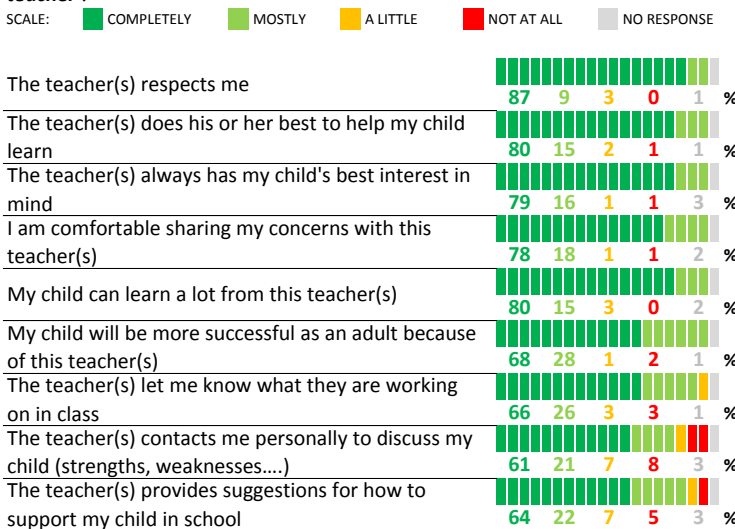 teacher?
SCALE: COMPLETELY MOSTLY A LITTLE NOT AT ALL NO RESPONSE
The teacher(s) respects me
87 9 3 0 1 %
The teacher(s) does his or her best to help my child
learn
80 15 2 1 1 %
The teacher(s) always has my child's best interest in
mind
79 16 1 1 3 %
I am comfortable sharing my concerns with this
teacher(s)
78 18 1 1 2 %
My child can learn a lot from this teacher(s)
80 15 3 0 2 %
My child will be more successful as an adult because
of this teacher(s)
68 28 1 2 1 %
The teacher(s) let me know what they are working
on in class
66 26 3 3 1 %
The teacher(s) contacts me personally to discuss my
child (strengths, weaknesses....)
61 21 7 8 3 %
The teacher(s) provides suggestions for how to
support my child in school
64 22 7 5 3 %